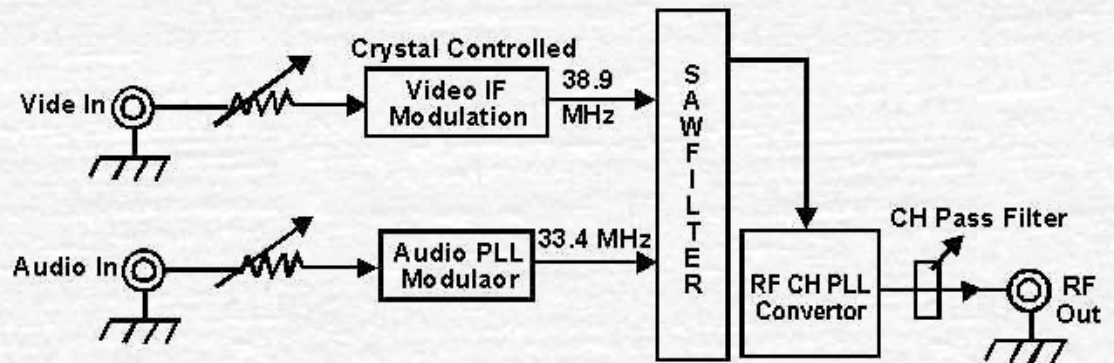 Crystal Controlled
Vide In
Video IF
Modulation
38.9
MHz
SAWFILTER
Audio In
Audio PLL
Modulaor
33.4 MHz
RF CH PLL
Convertor
CH Pass Filter
RF
Out